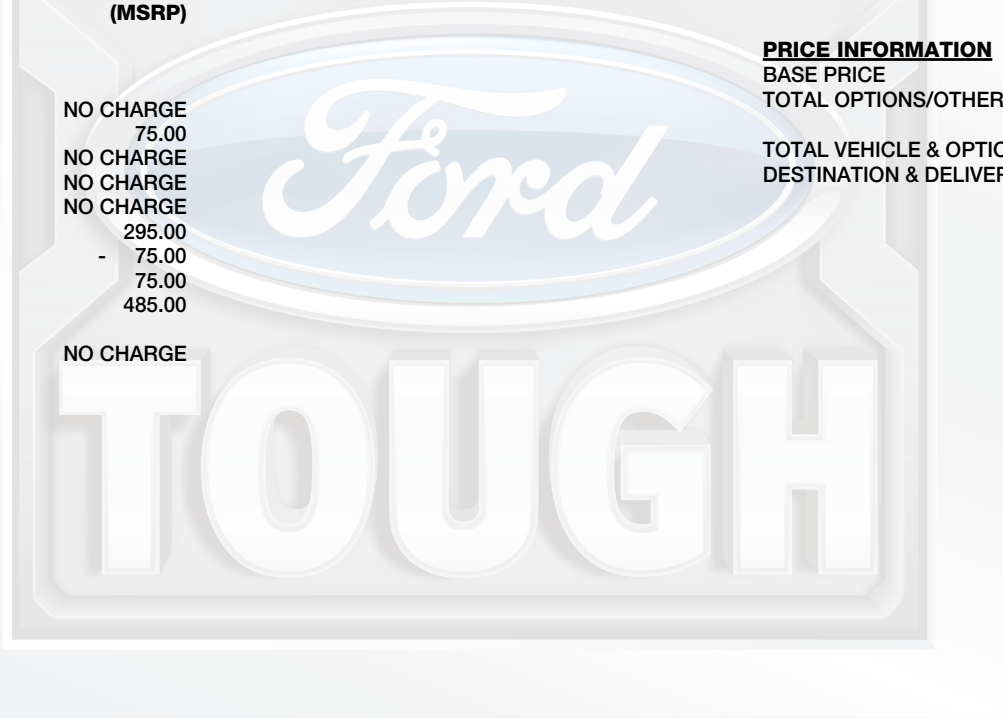 (MSRP)
NO CHARGE
75.00
NO CHARGE
NO CHARGE
NO CHARGE
295.00
- 75.00
75.00
485.00
NO CHARGE
PRICE INFORMATION
BASE PRICE
TOTAL OPTIONS/OTHER
TOTAL VEHICLE & OPTIO
DESTINATION & DELIVER
Ford
TOUGH